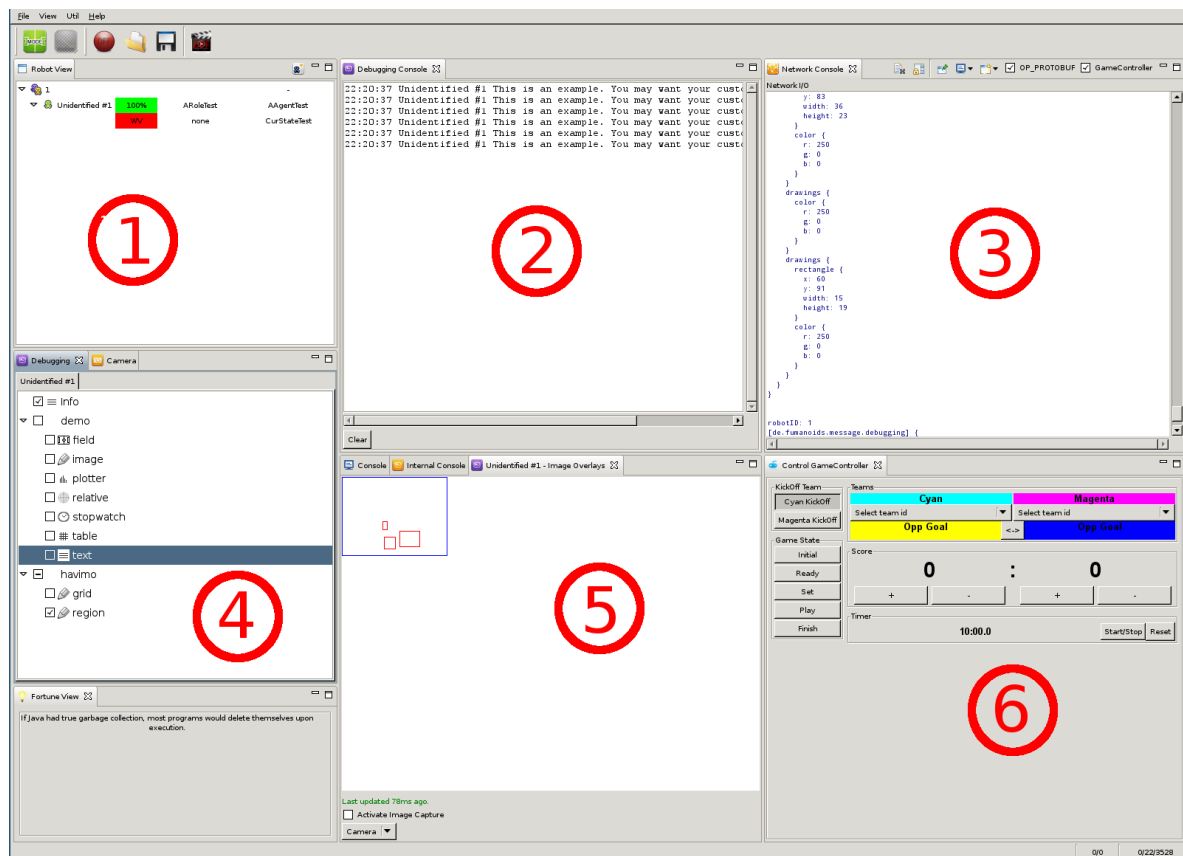 File View Util Help
MODE
Robot View
1
-
Unidentified #1 100% ARoleTest AAgentTest
WV none CurStateTest
1
Debugging Console
22:20:37 Unidentified #1 This is an example. You may want your custo
22:20:37 Unidentified #1 This is an example. You may want your custo
22:20:37 Unidentified #1 This is an example. You may want your custo
22:20:37 Unidentified #1 This is an example. You may want your custo
22:20:37 Unidentified #1 This is an example. You may want your custo
22:20:37 Unidentified #1 This is an example. You may want your custo
2
Clear
Network Console OP_PROTOBUF GameController
Network I/O
y: 83
width: 36
height: 23
}
color {
r: 250
g: 0
b: 0
}
}
drawings {
color {
r: 250
g: 0
b: 0
}
}
drawings {
rectangle {
x: 60
y: 91
width: 15
height: 19
}
color {
r: 250
g: 0
b: 0
}
}
}
}
robotID: 1
[de.fumanoids.message.debugging] {
3
Debugging Camera
Unidentified #1
Info
demo
field
image
plotter
relative
stopwatch
table
text
havimo
grid
region
4
Fortune View
If Java had true garbage collection, most programs would delete themselves upon
execution.
Console Internal Console Unidentified #1 - Image Overlays
5
Last updated 78ms ago.
Activate Image Capture
Camera
Control GameController
KickOff Team
Cyan KickOff
Magenta KickOff
Game State
Initial
Ready
Set
Play
Finish
Teams
Cyan Magenta
Select team id Select team id
Opp Goal <-> Opp Goal
Score
0 : 0
+ - + -
Timer
10:00.0 Start/Stop Reset
6
0/0 0/22/3528